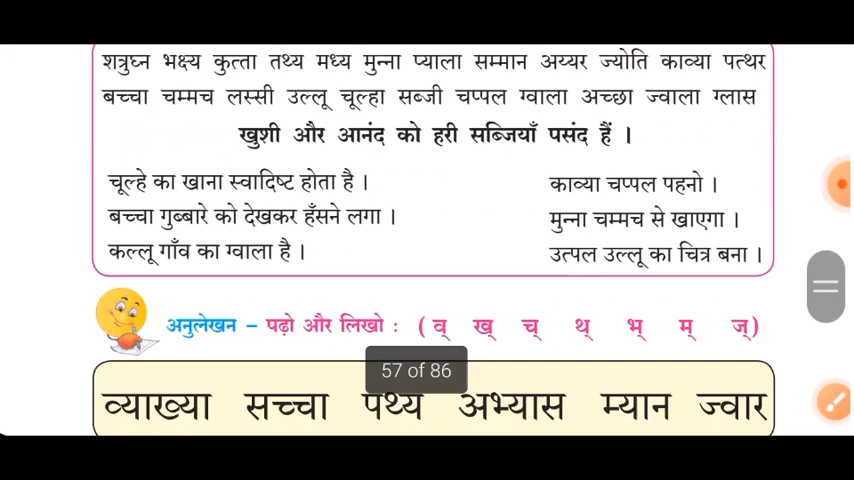 शत्रुघ्न भक्ष्य कुत्ता तथ्य मध्य मुन्ना प्याला सम्मान अय्यर ज्योति काव्या पत्थर
बच्चा चम्मच लस्सी उल्लू चूल्हा सब्जी चप्पल ग्वाला अच्छा ज्वाला ग्लास
खुशी और आनंद को हरी सब्जियाँ पसंद हैं ।
चूल्हे का खाना स्वादिष्ट होता है ।
बच्चा गुब्बारे को देखकर हँसने लगा ।
कल्लू गाँव का ग्वाला है ।
काव्या चप्पल पहनो ।
मुन्ना चम्मच से खाएगा ।
उत्पल उल्लू का चित्र बना ।
अनुलेखन – पढ़ो और लिखो : ( व् ख् च् थ् भ् म् ज्)
57 of 86
व्याख्या सच्चा पथ्य अभ्यास म्यान ज्वार